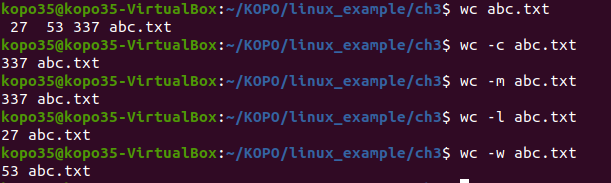 kopo35@kopo35-VirtualBox:~/KOPO/linux_example/ch3$ wc abc.txt
 27  53 337 abc.txt
kopo35@kopo35-VirtualBox:~/KOPO/linux_example/ch3$ wc -c abc.txt
337 abc.txt
kopo35@kopo35-VirtualBox:~/KOPO/linux_example/ch3$ wc -m abc.txt
337 abc.txt
kopo35@kopo35-VirtualBox:~/KOPO/linux_example/ch3$ wc -l abc.txt
27 abc.txt
kopo35@kopo35-VirtualBox:~/KOPO/linux_example/ch3$ wc -w abc.txt
53 abc.txt